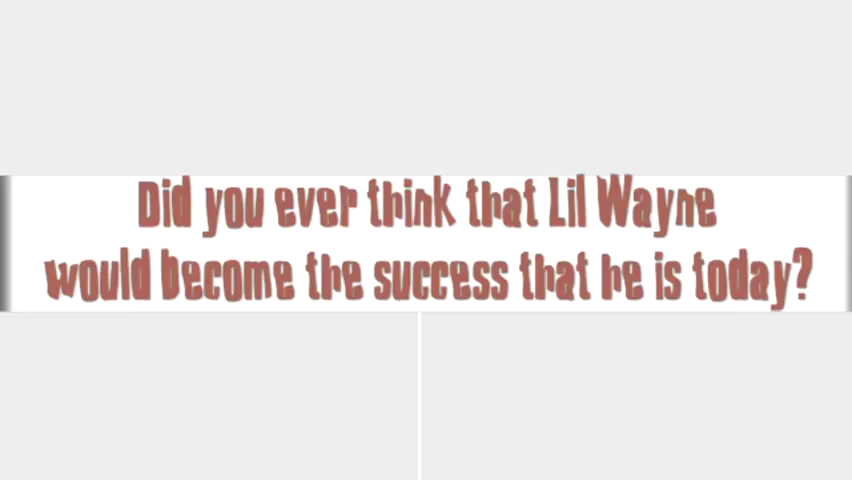 Did you ever think that Lil Wayne
would become the success that he is today?